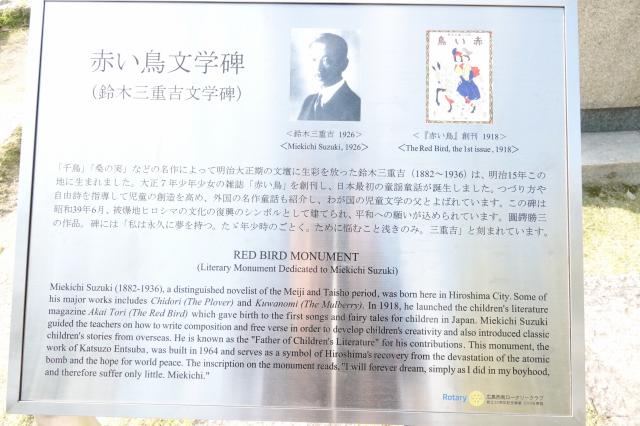 赤い鳥文学碑
(鈴木三重吉文学碑)
赤い鳥
<鈴木三重吉 1926>
<Miekichi Suzuki, 1926>
<『赤い鳥』創刊 1918>
<The Red Bird, the 1st issue, 1918>
「千鳥」「桑の実」などの名作によって明治大正期の文壇に生彩を放った鈴木三重吉(1882〜1936)は、明治15年この
地に生まれました。大正7年少年少女の雑誌「赤い鳥」を創刊し、日本最初の童謡童話が誕生しました。つづり方や
自由詩を指導して児童の創造を高め、外国の名作童話も紹介し、わが国の児童文学の父とよばれています。この碑は
昭和39年6月、被爆地ヒロシマの文化の復興のシンボルとして建てられ、平和への願いが込められています。圓鍔勝三
の作品。碑には「私は永久に夢を持つ。たゞ年少時のごとく。ために悩むこと浅きのみ。三重吉」と刻まれています。
RED BIRD MONUMENT
(Literary Monument Dedicated to Miekichi Suzuki)
Miekichi Suzuki (1882-1936), a distinguished novelist of the Meiji and Taisho period, was born here in Hiroshima City. Some of
his major works includes Chidori (The Plover) and Kuwanomi (The Mulberry). In 1918, he launched the children's literature
magazine Akai Tori (The Red Bird) which gave birth to the first songs and fairy tales for children in Japan. Miekichi Suzuki
guided the teachers on how to write composition and free verse in order to develop children's creativity and also introduced classic
children's stories from overseas. He is known as the "Father of Children's Literature" for his contributions. This monument, the
work of Katsuzo Entsuba, was built in 1964 and serves as a symbol of Hiroshima's recovery from the devastation of the atomic
bomb and the hope for world peace. The inscription on the monument reads, "I will forever dream, simply as I did in my boyhood,
and therefore suffer only little. Miekichi."
Rotary
広島西南ロータリークラブ